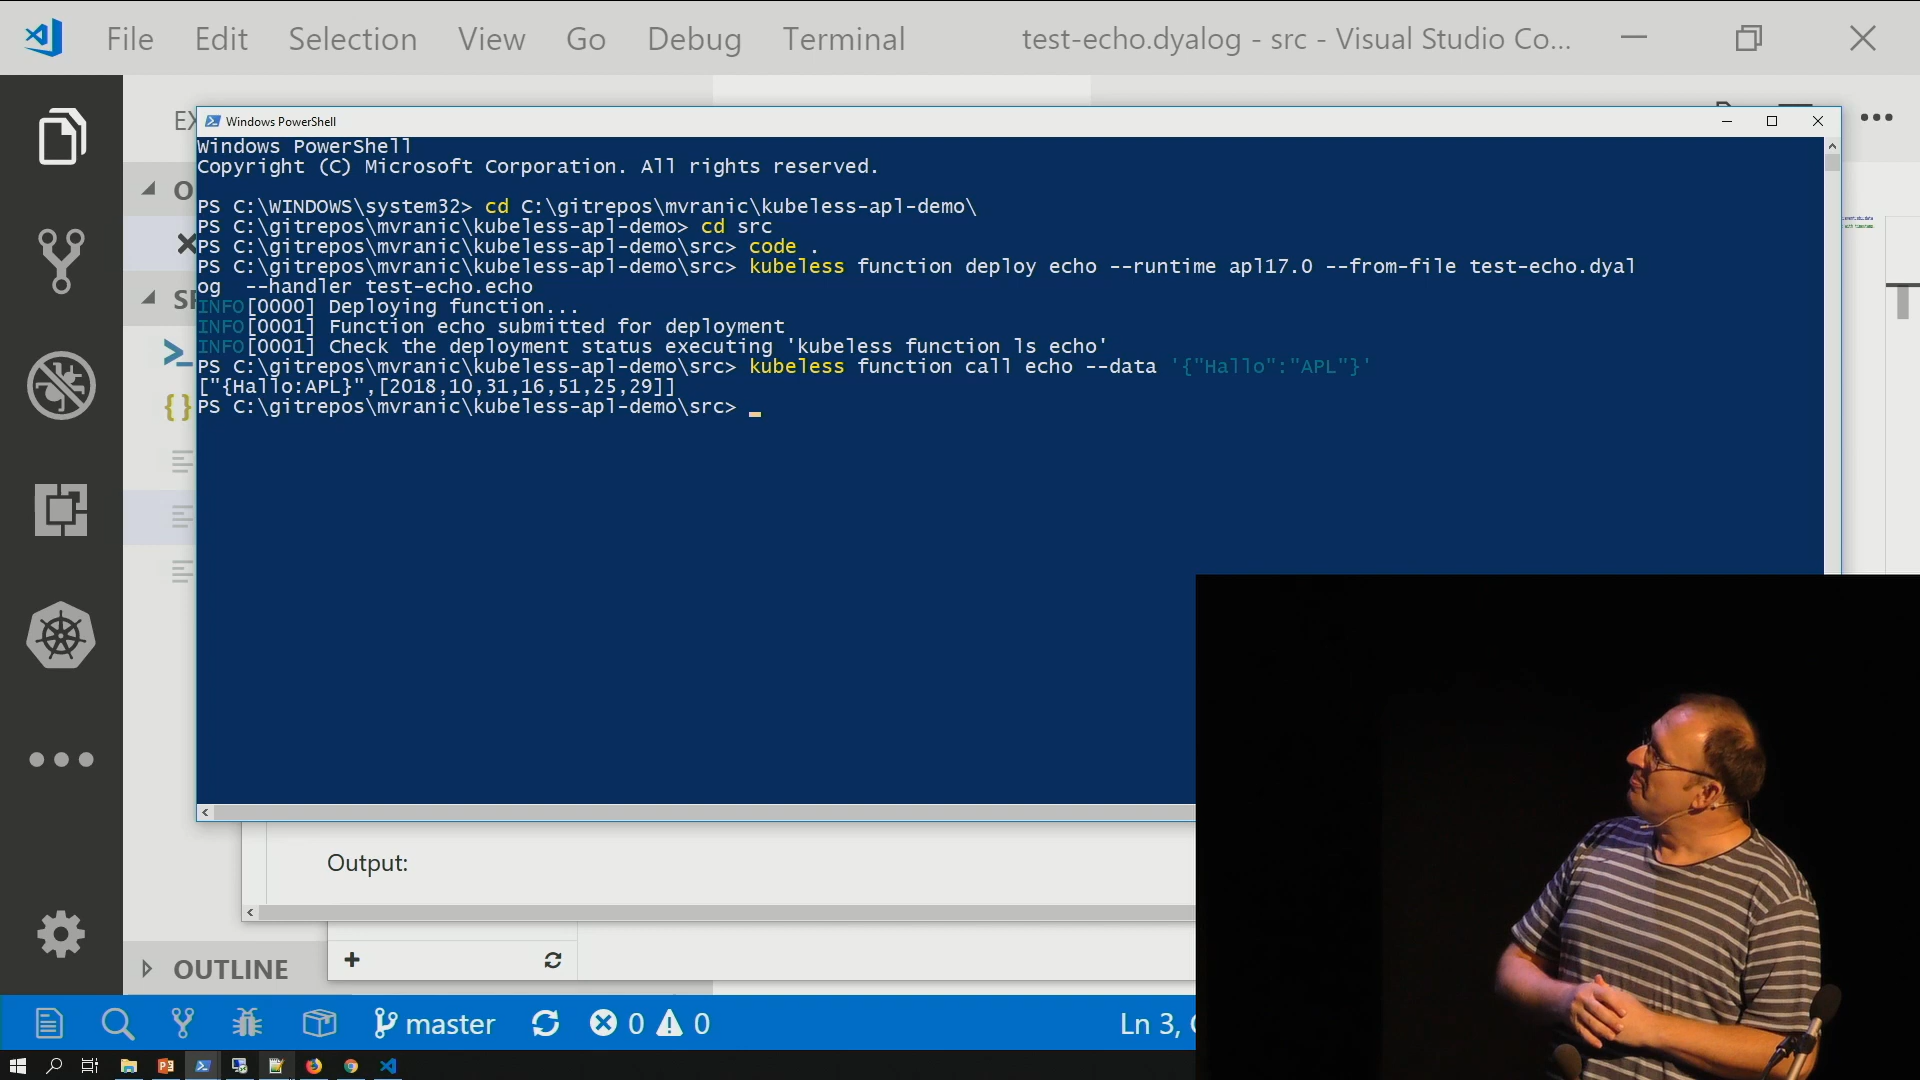 File Edit Selection View Go Debug Terminal test-echo.dyalog - src - Visual Studio Co...
EX
Windows PowerShell
Windows PowerShell
Copyright (C) Microsoft Corporation. All rights reserved.
PS C:\WINDOWS\system32> cd C:\gitrepos\mvranic\kubeless-apl-demo\
PS C:\gitrepos\mvranic\kubeless-apl-demo> cd src
PS C:\gitrepos\mvranic\kubeless-apl-demo\src> code .
PS C:\gitrepos\mvranic\kubeless-apl-demo\src> kubeless function deploy echo --runtime apl17.0 --from-file test-echo.dyal
og  --handler test-echo.echo
INFO[0000] Deploying function...
INFO[0001] Function echo submitted for deployment
INFO[0001] Check the deployment status executing 'kubeless function ls echo'
PS C:\gitrepos\mvranic\kubeless-apl-demo\src> kubeless function call echo --data '{"Hallo":"APL"}'
["{Hallo:APL}",[2018,10,31,16,51,25,29]]
PS C:\gitrepos\mvranic\kubeless-apl-demo\src>
Output:
OUTLINE
master 0 0 Ln 3,